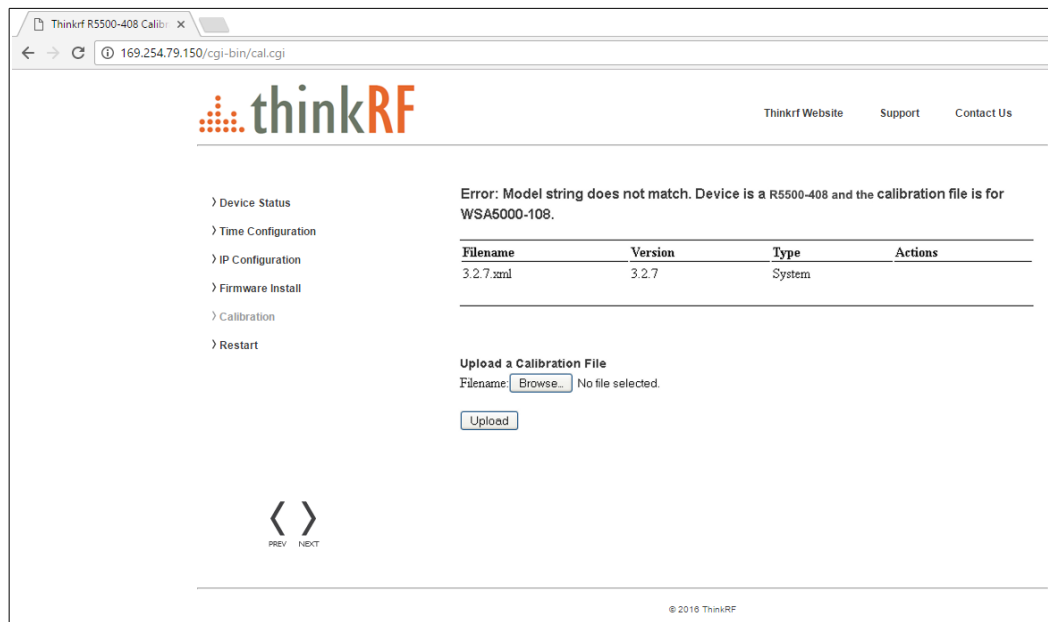 Thinkrf R5500-408 Calibr
169.254.79.150/cgi-bin/cal.cgi
thinkRF
Thinkrf Website Support Contact Us
Error: Model string does not match. Device is a R5500-408 and the calibration file is for
WSA5000-108.
Device Status
Time Configuration
IP Configuration
Firmware Install
Calibration
Restart
Filename Version Type Actions
3.2.7.xml 3.2.7 System
Upload a Calibration File
Filename: Browse... No file selected.
Upload
PREV NEXT
© 2016 ThinkRF